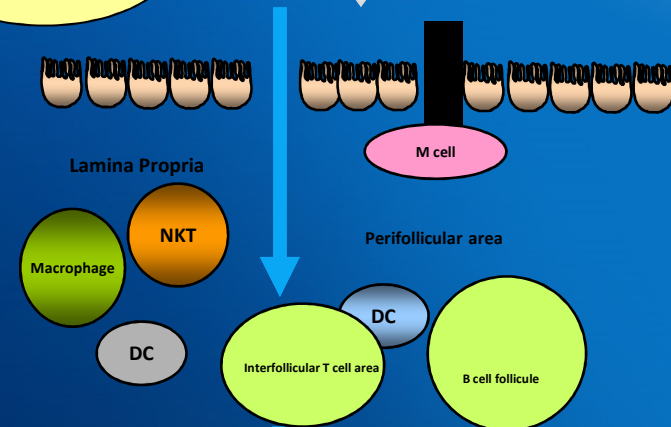 M cell
Lamina Propria
NKT
Perifollicular area
Macrophage
DC
DC
Interfollicular T cell area
B cell follicule